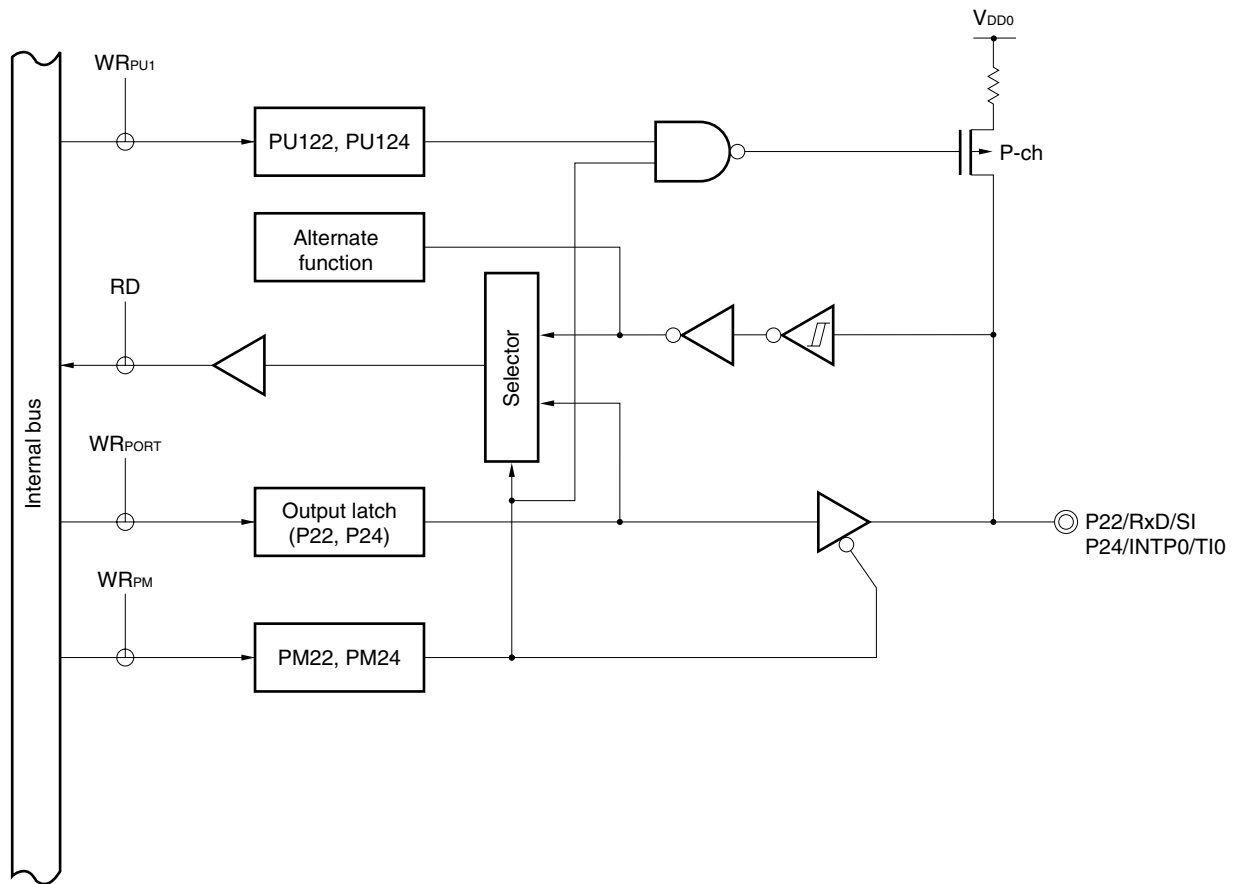 VDD0
WRPU1
PU122, PU124
P-ch
Alternate
function
RD
Selector
Internal bus
WRPORT
Output latch
(P22, P24)
P22/RxD/SI
P24/INTP0/TI0
WRPM
PM22, PM24